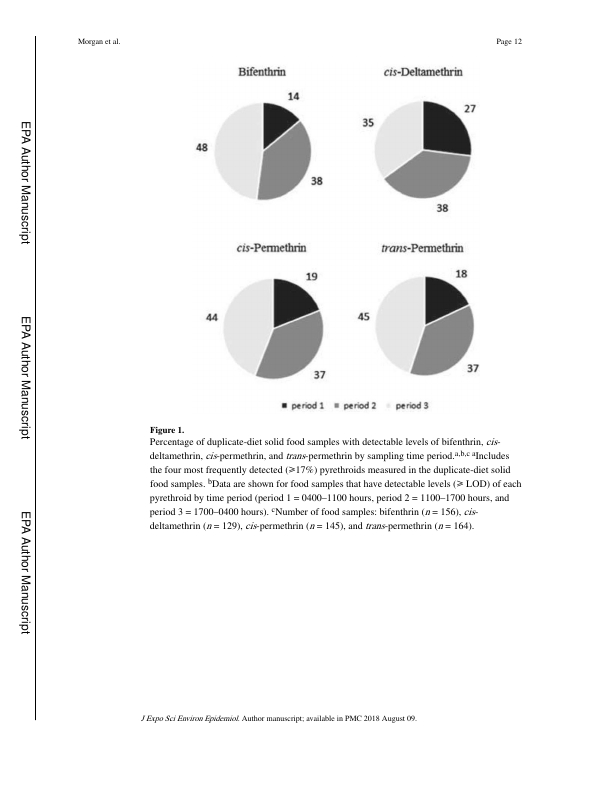 Morgan et al.
Page 12
EPA Author Manuscript
EPA Author Manuscript
EPA Author Manuscript
Bifenthrin
14
48
38
cis-Deltamethrin
27
35
38
cis-Permethrin
19
44
37
trans-Permethrin
18
45
37
period 1 period 2 period 3
Figure 1.
Percentage of duplicate-diet solid food samples with detectable levels of bifenthrin, cis-
deltamethrin, cis-permethrin, and trans-permethrin by sampling time period.a,b,c aIncludes
the four most frequently detected (⩾17%) pyrethroids measured in the duplicate-diet solid
food samples. bData are shown for food samples that have detectable levels (⩾ LOD) of each
pyrethroid by time period (period 1 = 0400–1100 hours, period 2 = 1100–1700 hours, and
period 3 = 1700–0400 hours). cNumber of food samples: bifenthrin (n = 156), cis-
deltamethrin (n = 129), cis-permethrin (n = 145), and trans-permethrin (n = 164).
J Expo Sci Environ Epidemiol. Author manuscript; available in PMC 2018 August 09.